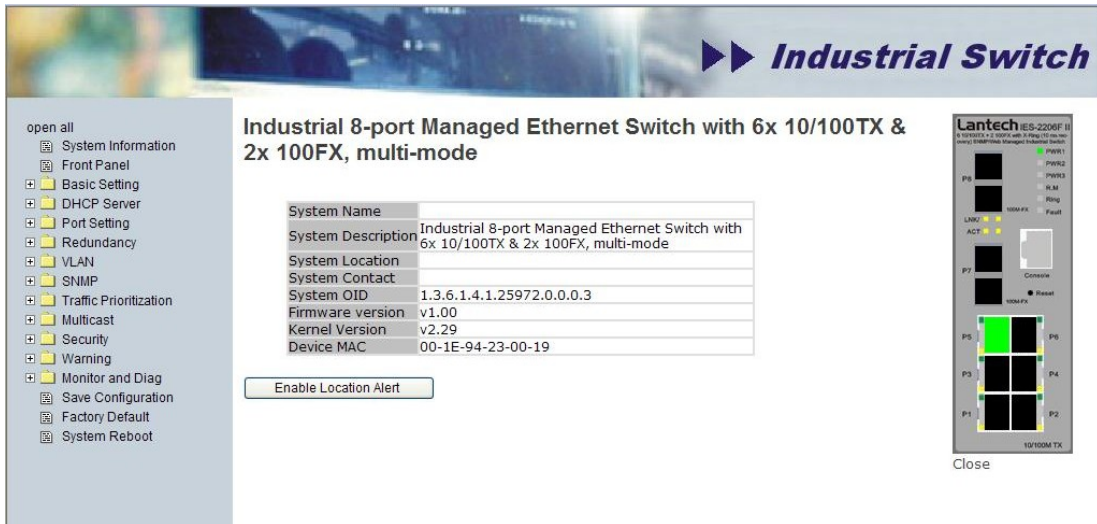 Industrial Switch
open all
System Information
Front Panel
Basic Setting
DHCP Server
Port Setting
Redundancy
VLAN
SNMP
Traffic Prioritization
Multicast
Security
Warning
Monitor and Diag
Save Configuration
Factory Default
System Reboot
Industrial 8-port Managed Ethernet Switch with 6x 10/100TX &
2x 100FX, multi-mode
System Name
System Description Industrial 8-port Managed Ethernet Switch with
6x 10/100TX & 2x 100FX, multi-mode
System Location
System Contact
System OID 1.3.6.1.4.1.25972.0.0.0.3
Firmware version v1.00
Kernel Version v2.29
Device MAC 00-1E-94-23-00-19
Enable Location Alert
Lantech IES-2206F II
PWR1
PWR2
PWR3
P8
R.M
Ring
100M-FX
Fault
LNK/
ACT
P7
Console
Reset
100M-FX
P5
P6
P3
P4
P1
P2
10/100M TX
Close